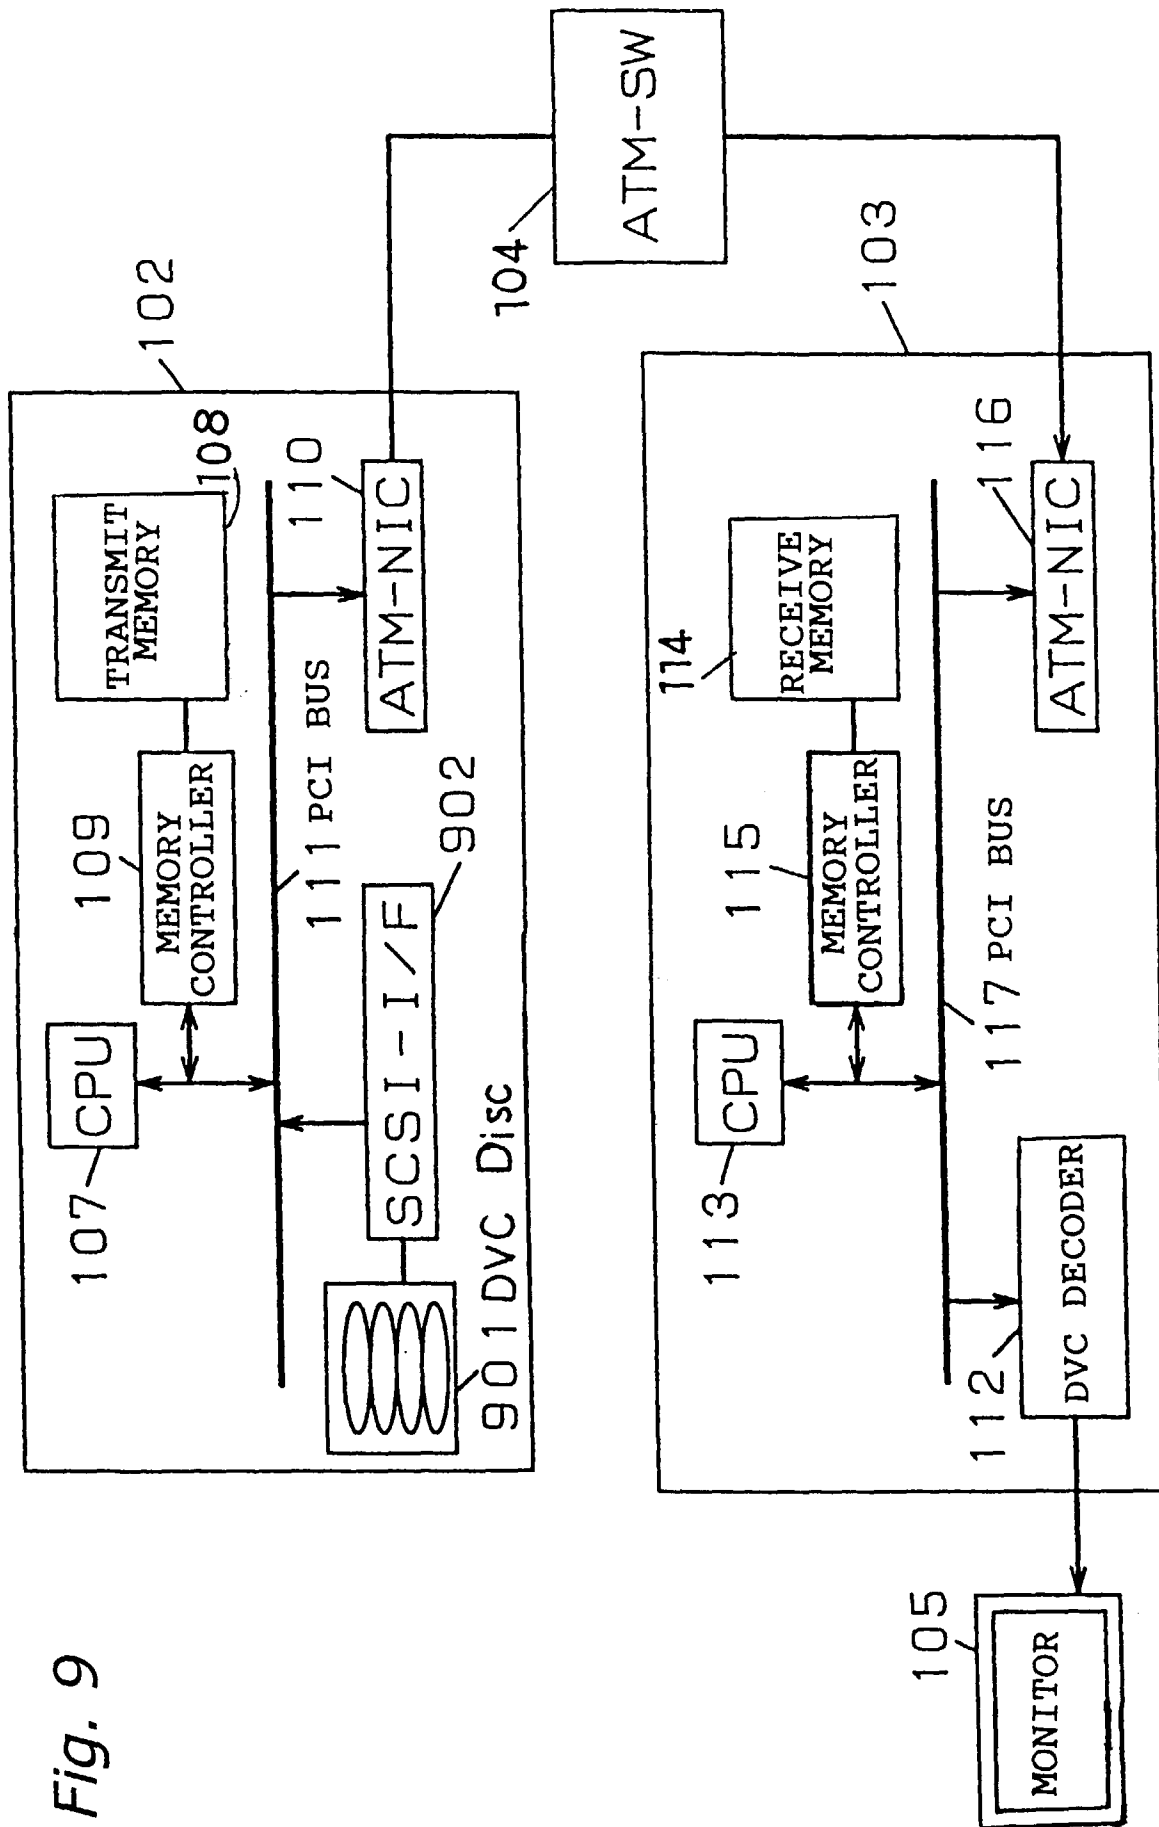 Fig. 9
102
107
CPU
109
MEMORY
CONTROLLER
TRANSMIT
MEMORY
108
111 PCI BUS
110
ATM-NIC
901 DVC Disc
SCSI-I/F
902
104
ATM-SW
103
113
CPU
115
MEMORY
CONTROLLER
114
RECEIVE
MEMORY
117 PCI BUS
116
ATM-NIC
112
DVC DECODER
105
MONITOR